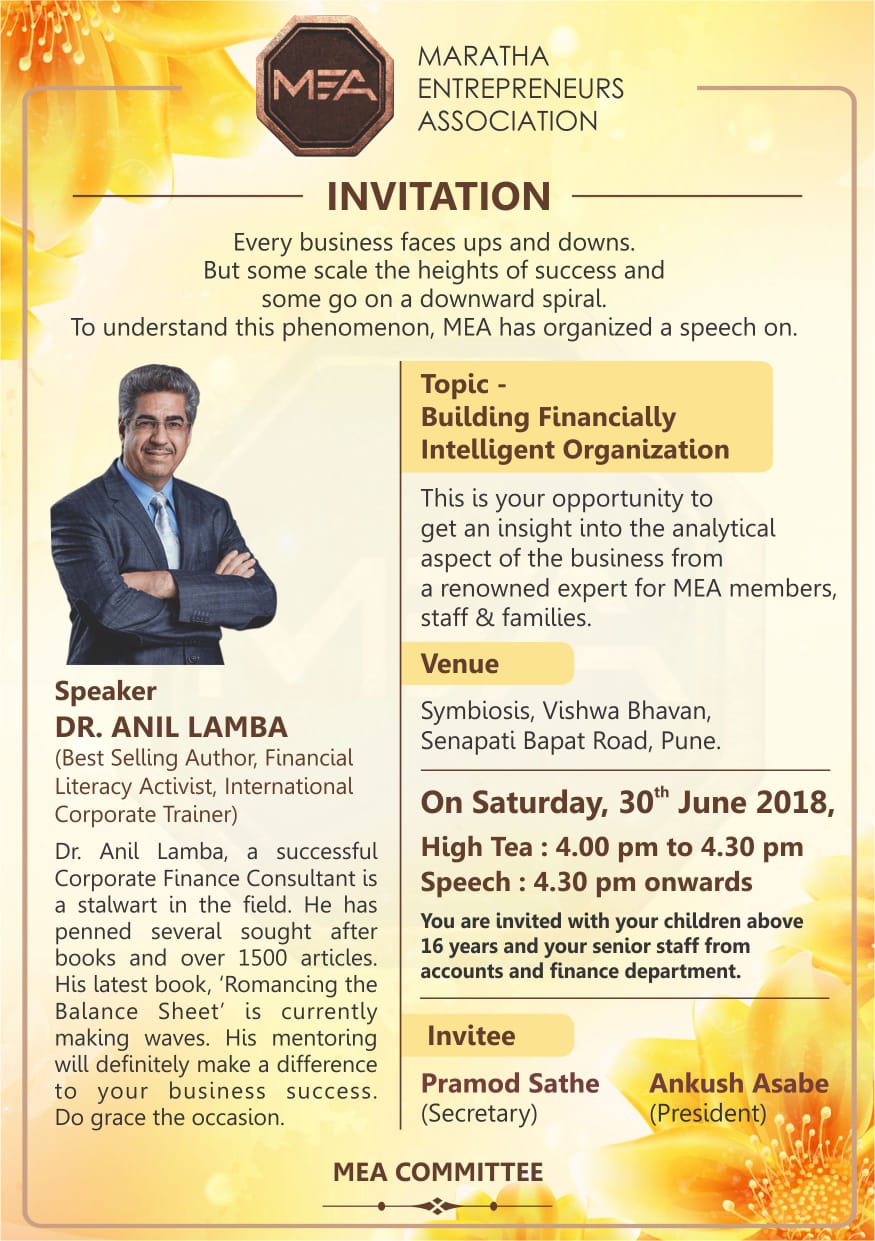 MEA
MARATHA
ENTREPRENEURS
ASSOCIATION
INVITATION
Every business faces ups and downs.
But some scale the heights of success and
some go on a downward spiral.
To understand this phenomenon, MEA has organized a speech on.
Topic -
Building Financially
Intelligent Organization
This is your opportunity to
get an insight into the analytical
aspect of the business from
a renowned expert for MEA members,
staff & families.
Venue
Symbiosis, Vishwa Bhavan,
Senapati Bapat Road, Pune.
On Saturday, 30th June 2018,
High Tea : 4.00 pm to 4.30 pm
Speech : 4.30 pm onwards
You are invited with your children above
16 years and your senior staff from
accounts and finance department.
Invitee
Pramod Sathe
(Secretary)
Ankush Asabe
(President)
Speaker
DR. ANIL LAMBA
(Best Selling Author, Financial
Literacy Activist, International
Corporate Trainer)
Dr. Anil Lamba, a successful
Corporate Finance Consultant is
a stalwart in the field. He has
penned several sought after
books and over 1500 articles.
His latest book, ‘Romancing the
Balance Sheet’ is currently
making waves. His mentoring
will definitely make a difference
to your business success.
Do grace the occasion.
MEA COMMITTEE